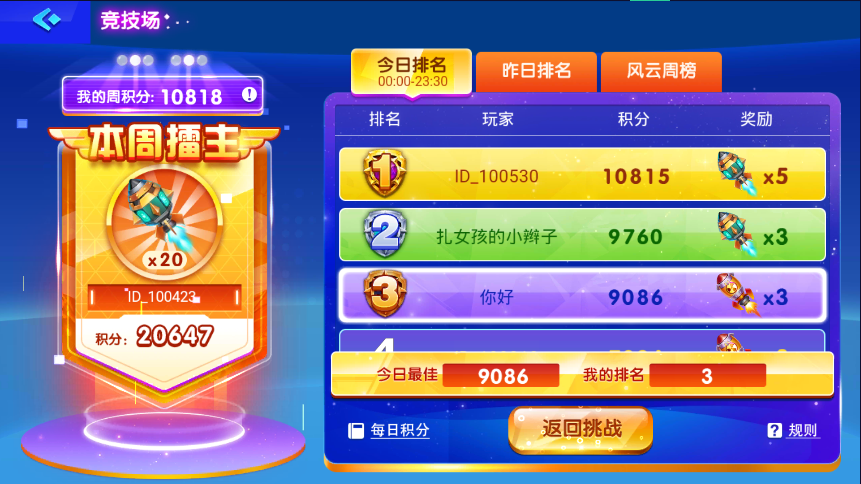 竞技场
我的周积分: 10818
本周擂主
x20
ID_100423
积分: 20647
今日排名
00:00-23:30
昨日排名
风云周榜
排名 玩家 积分 奖励
1 ID_100530 10815 x5
2 扎女孩的小辫子 9760 x3
3 你好 9086 x3
4
今日最佳 9086 我的排名 3
每日积分
返回挑战
? 规则